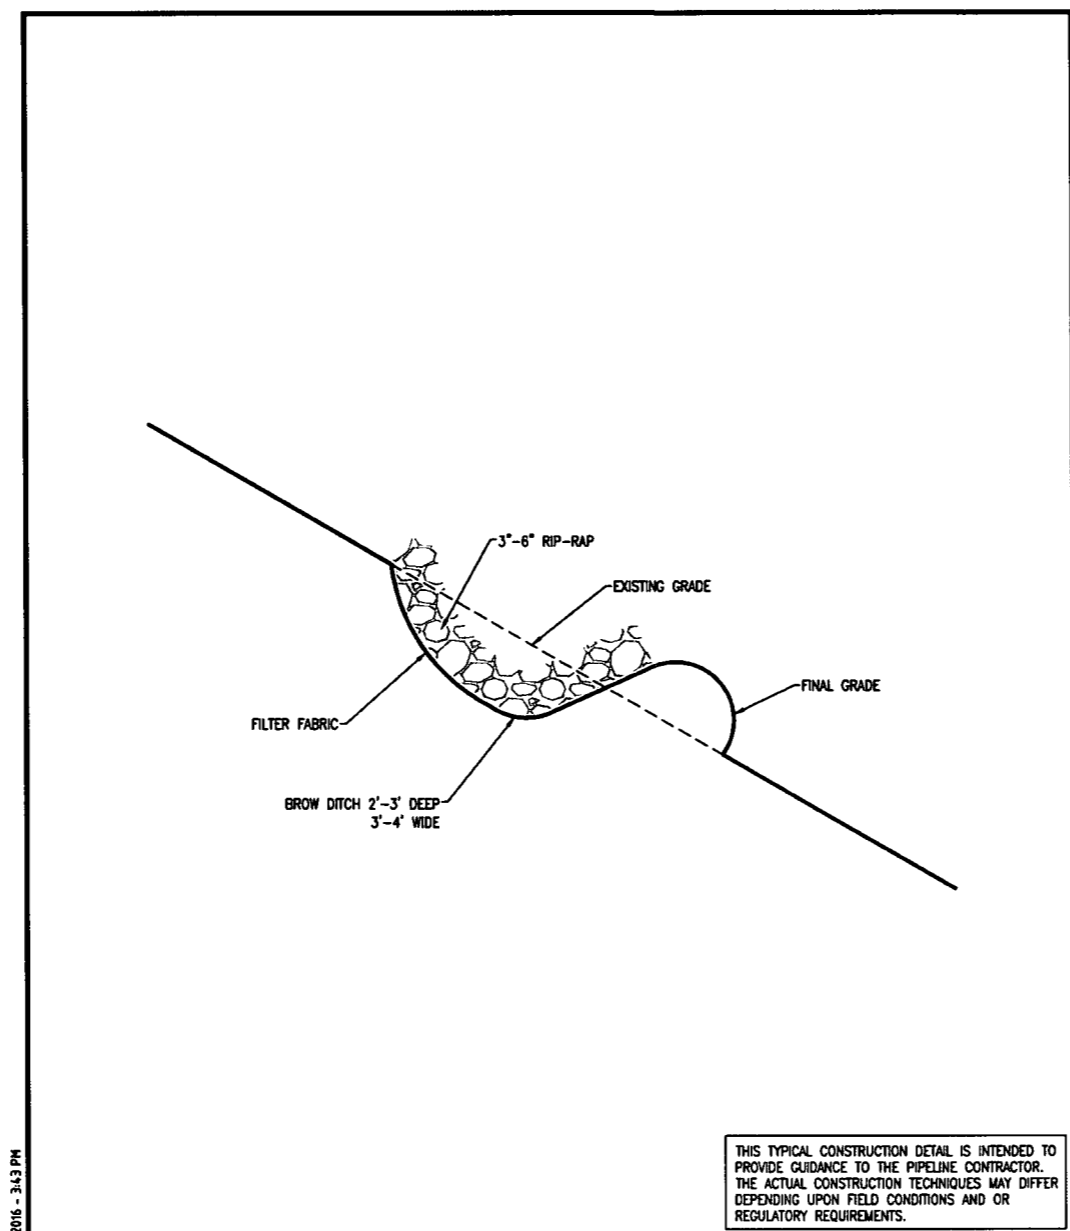 3"-6" RIP-RAP
EXISTING GRADE
FINAL GRADE
FILTER FABRIC
BROW DITCH 2'-3' DEEP
3'-4' WIDE
THIS TYPICAL CONSTRUCTION DETAIL IS INTENDED TO
PROVIDE GUIDANCE TO THE PIPELINE CONTRACTOR.
THE ACTUAL CONSTRUCTION TECHNIQUES MAY DIFFER
DEPENDING UPON FIELD CONDITIONS AND OR
REGULATORY REQUIREMENTS.
2016 - 3:43 PM